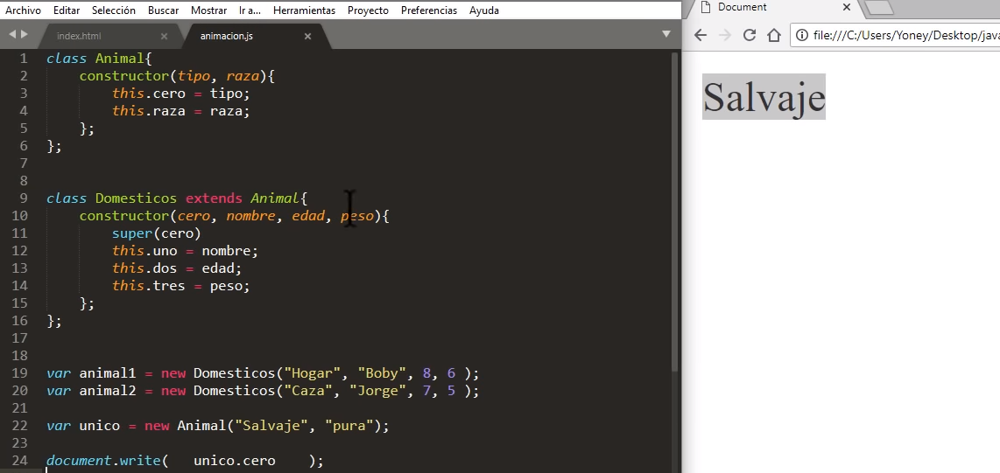 Archivo Editar Selección Buscar Mostrar Ir a... Herramientas Proyecto Preferencias Ayuda
index.html × animacion.js ×
1 class Animal{
2 constructor(tipo, raza){
3 this.cero = tipo;
4 this.raza = raza;
5 };
6 };
7
8
9 class Domesticos extends Animal{
10 constructor(cero, nombre, edad, peso){
11 super(cero)
12 this.uno = nombre;
13 this.dos = edad;
14 this.tres = peso;
15 };
16 };
17
18
19 var animal1 = new Domesticos("Hogar", "Boby", 8, 6 );
20 var animal2 = new Domesticos("Caza", "Jorge", 7, 5 );
21
22 var unico = new Animal("Salvaje", "pura");
23
24 document.write( unico.cero );
Document ×
file:///C:/Users/Yoney/Desktop/java
Salvaje